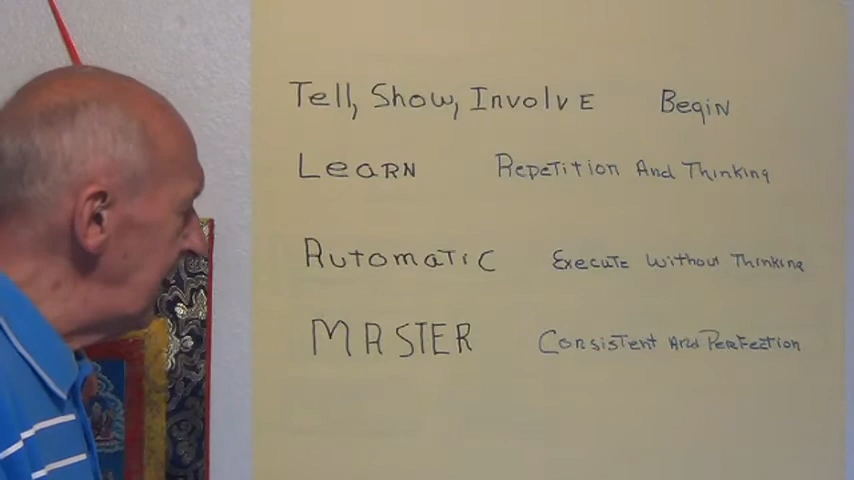 Tell, Show, Involve Begin
Learn Repetition And Thinking
Automatic Execute Without Thinking
MASTER Consistent And Perfection